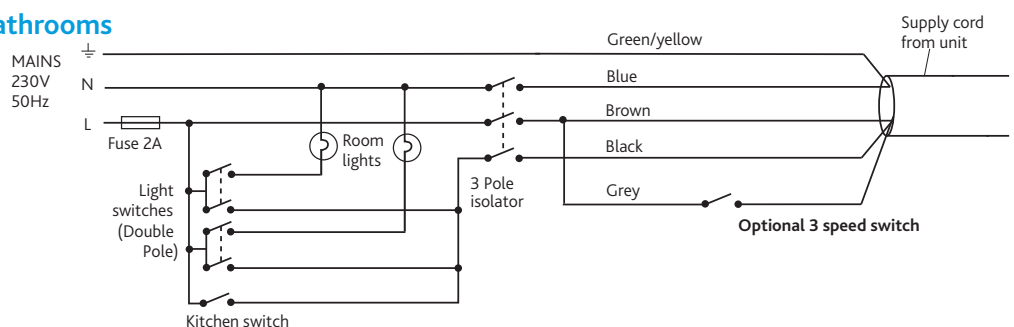 athrooms
MAINS
230V
50Hz
N
L
Fuse 2A
Green/yellow
Blue
Brown
Black
Grey
Supply cord
from unit
Room
lights
3 Pole
isolator
Light
switches
(Double
Pole)
Optional 3 speed switch
Kitchen switch